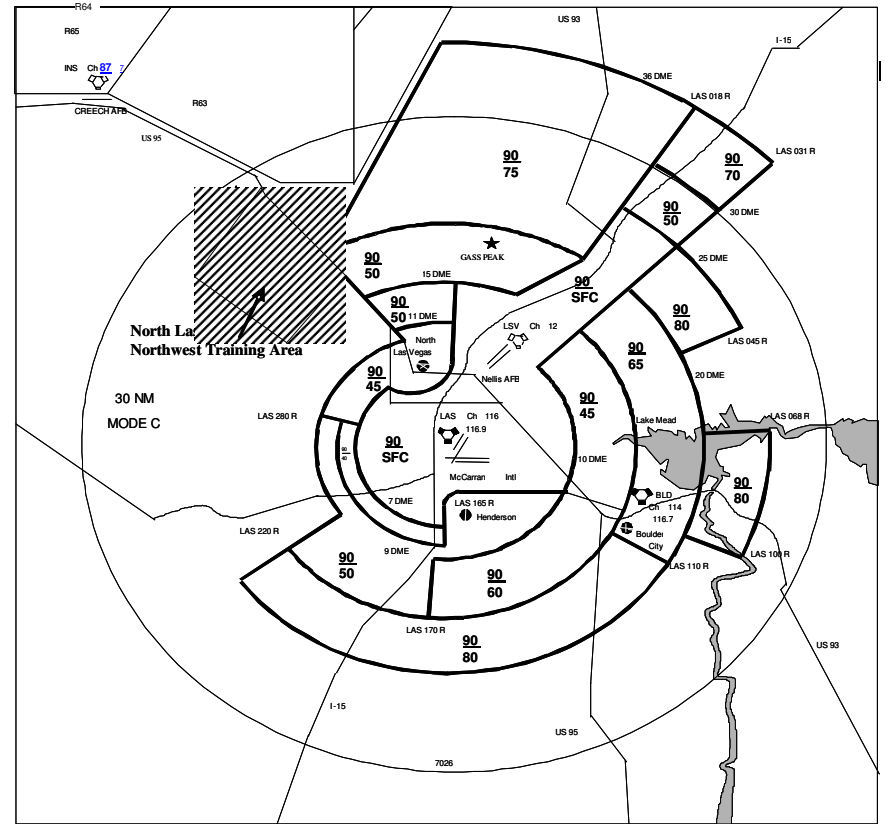 R64
US 93
R65
I-15
INS Ch 87 7
36 DME
LAS 018 R
R63
CREECH AFB
US 95
LAS 031 R
90
75
90
70
90
50
30 DME
90
50
GASS PEAK
25 DME
15 DME
90
SFC
90
50
11 DME
90
80
LSV Ch 12
North La
Northwest Training Area
North
Las Vegas
LAS 045 R
90
65
Nellis AFB
90
45
20 DME
30 NM
MODE C
90
45
LAS 280 R
LAS Ch 116
116.9
Lake Mead
LAS 068 R
90
SFC
10 DME
McCarran Intl
90
80
7 DME
LAS 165 R
Henderson
BLD
Ch 114
116.7
LAS 220 R
Boulder
City
9 DME
LAS 100 R
90
50
LAS 110 R
90
60
LAS 170 R
90
80
US 93
I-15
US 95
7026